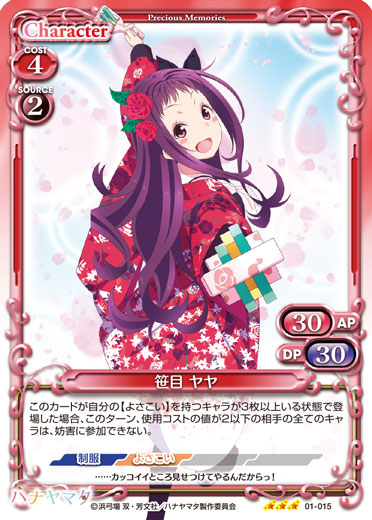 Precious Memories
Character
COST
4
SOURCE
2
30 AP
DP 30
笹目 ヤヤ
このカードが自分の【よさこい】を持つキャラが3枚以上いる状態で登
場した場合、このターン、使用コストの値が2以下の相手の全てのキャ
ラは、妨害に参加できない。
制服 よさこい
……カッコイイところ見せつけてやるんだからっ！
ハナヤマタ
©浜弓場 双・芳文社／ハナヤマタ製作委員会 01-015